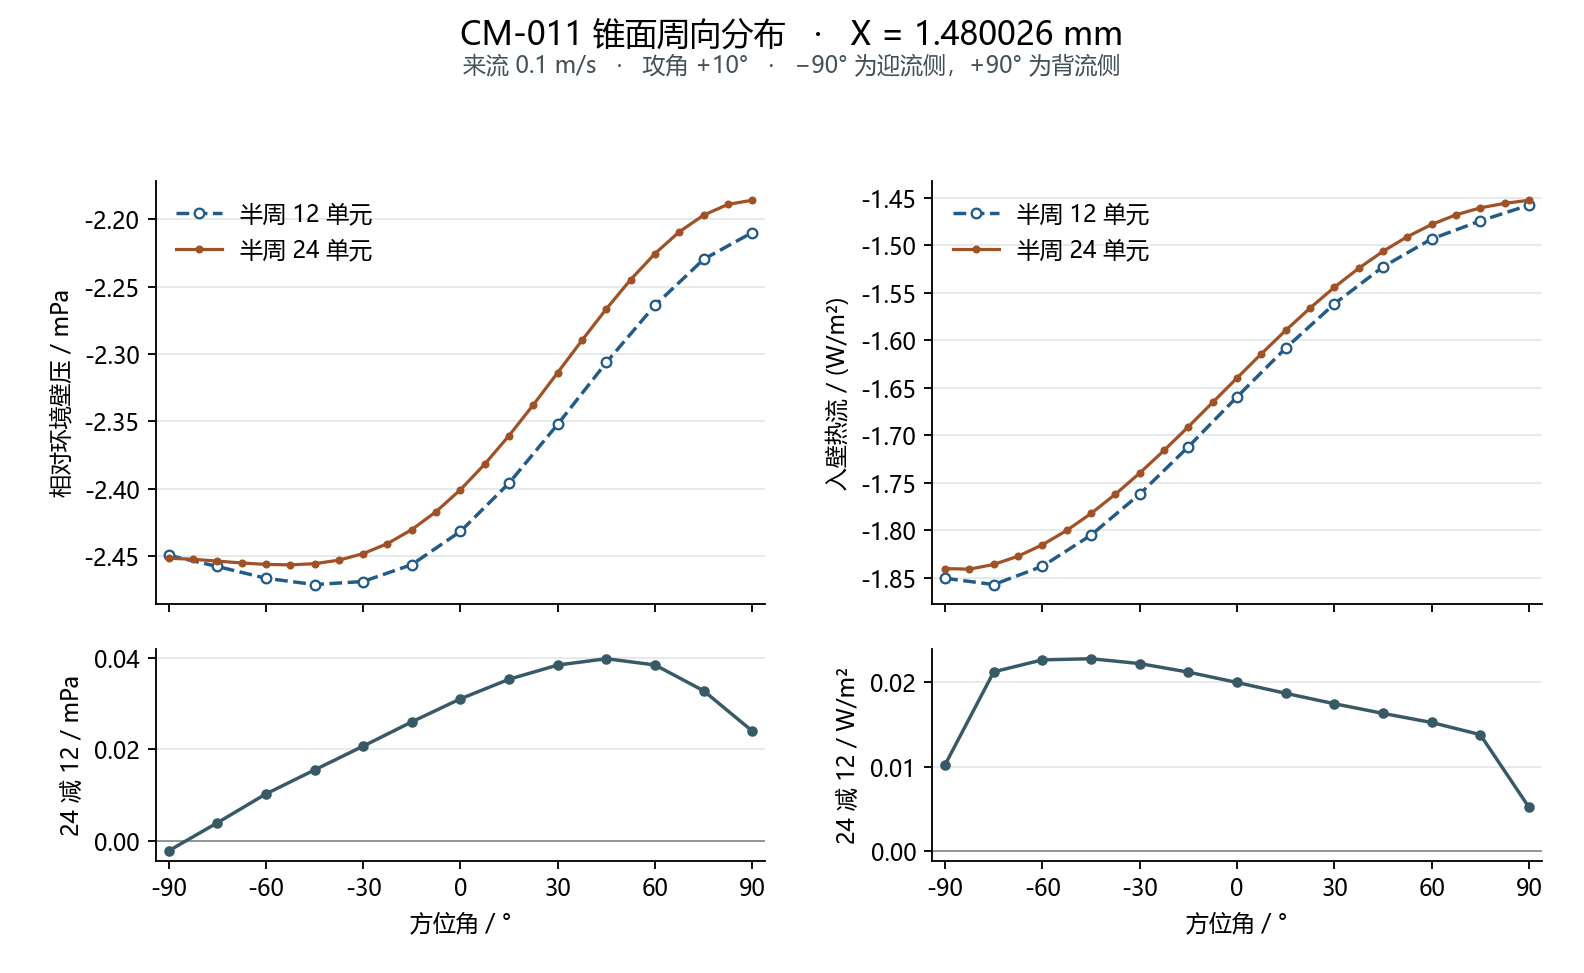 CM-011 锥面周向分布 · X = 1.480026 mm
来流 0.1 m/s · 攻角 +10° · −90° 为迎流侧，+90° 为背流侧
相对环境壁压 / mPa
-2.20
-2.25
-2.30
-2.35
-2.40
-2.45
半周 12 单元
半周 24 单元
入壁热流 / (W/m²)
-1.45
-1.50
-1.55
-1.60
-1.65
-1.70
-1.75
-1.80
-1.85
半周 12 单元
半周 24 单元
24 减 12 / mPa
0.04
0.02
0.00
-90 -60 -30 0 30 60 90
方位角 / °
24 减 12 / W/m²
0.02
0.01
0.00
-90 -60 -30 0 30 60 90
方位角 / °